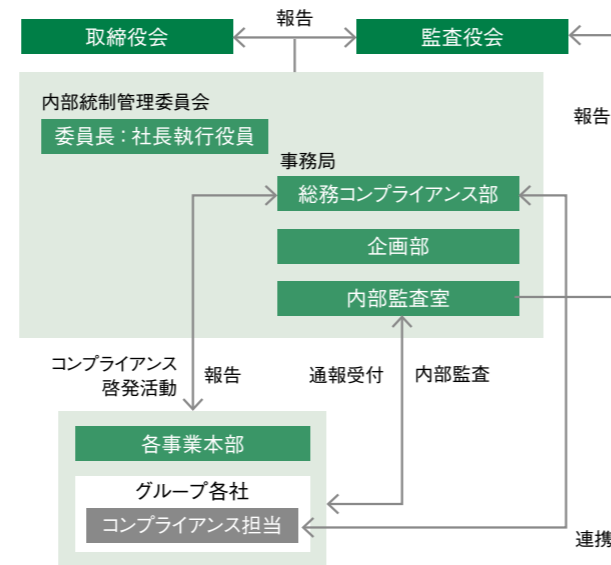 報告
取締役会
監査役会
内部統制管理委員会
委員長：社長執行役員
報告
事務局
総務コンプライアンス部
企画部
内部監査室
コンプライアンス
啓発活動
報告
通報受付
内部監査
各事業本部
グループ各社
コンプライアンス担当
連携